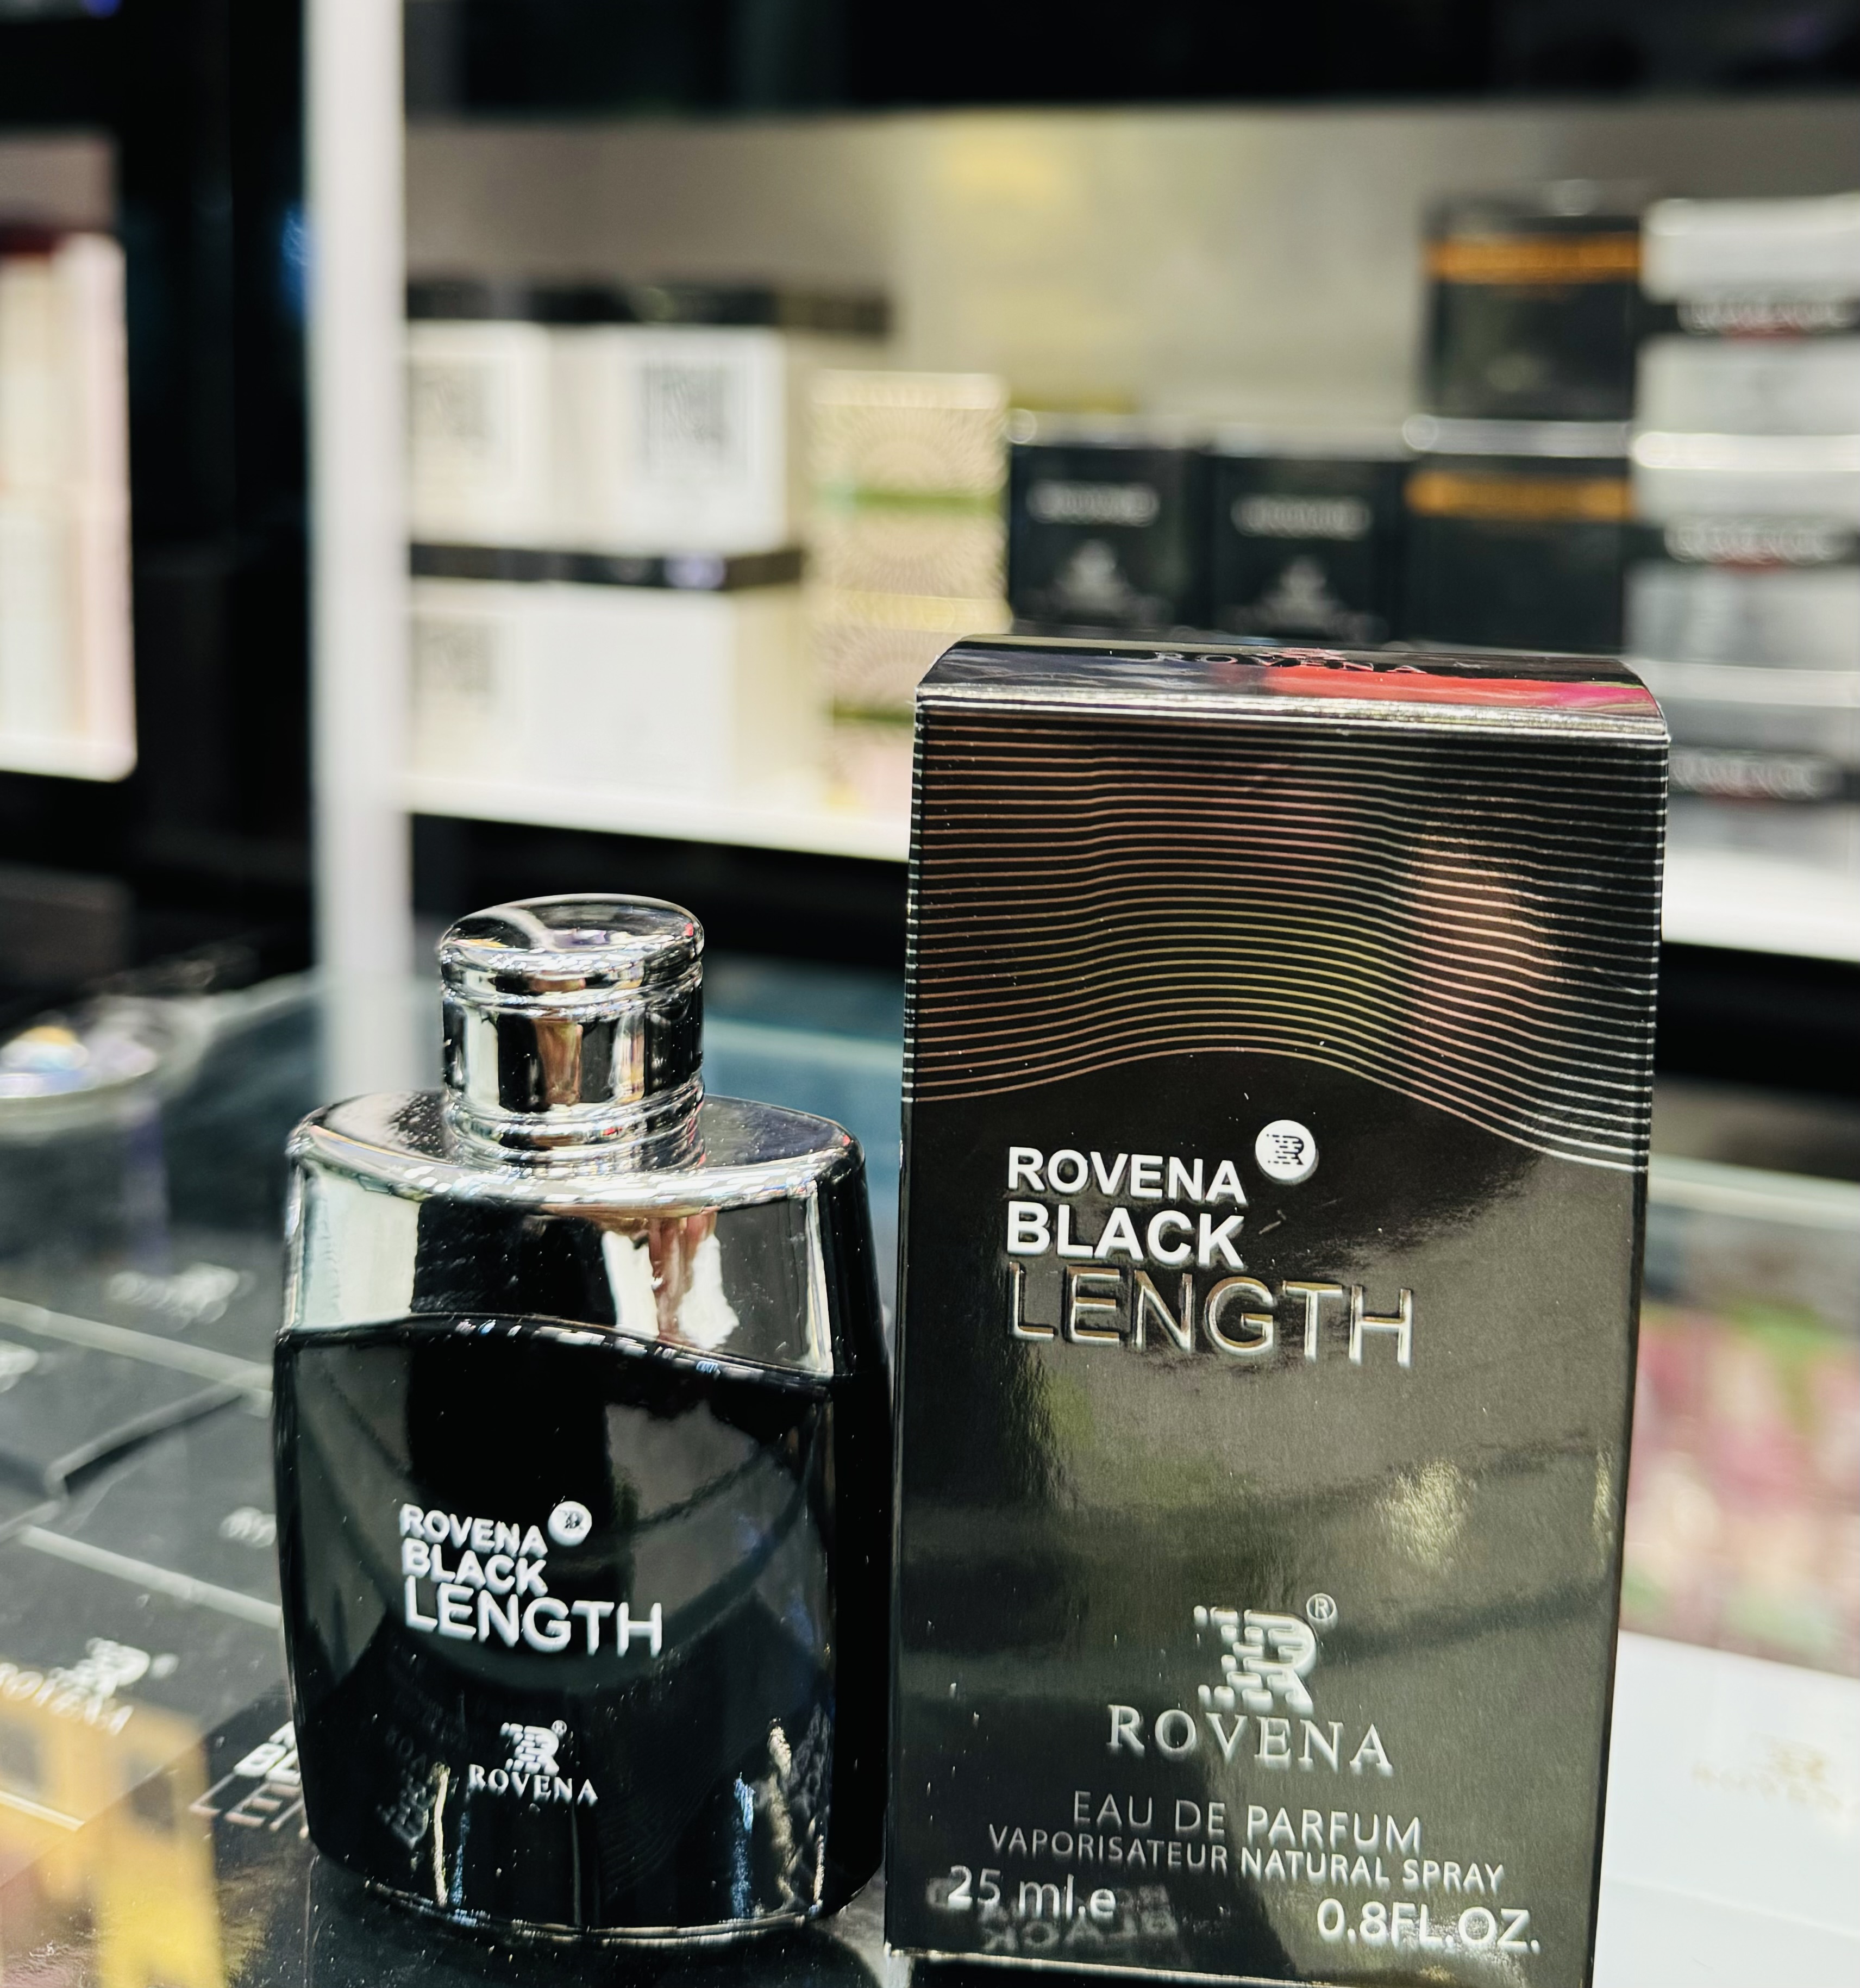 ROVENA
ROVENA
BLACK
LENGTH
R®
ROVENA
EAU DE PARFUM
VAPORISATEUR NATURAL SPRAY
25 ml.e
0.8FL.OZ.
ROVENA
BLACK
LENGTH
R®
ROVENA